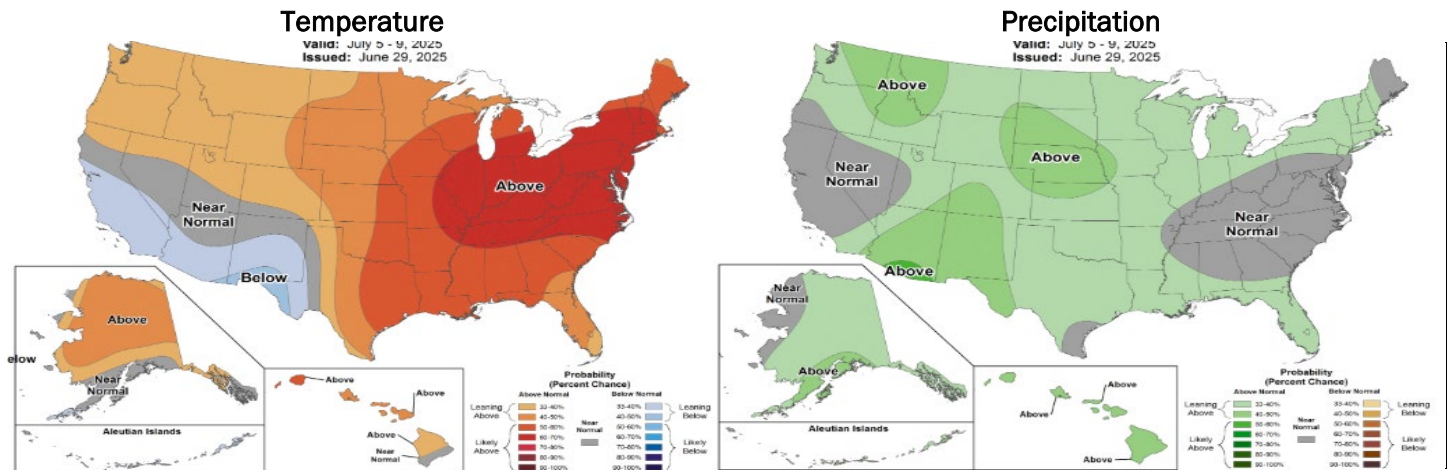 Temperature
Valid: July 5 - 9, 2025
Issued: June 29, 2025
Above
Near
Normal
Below
Above
elow
Near
Normal
Above
Above
Above
Near Normal
Aleutian Islands
Probability
(Percent Chance)
Above Normal Below Normal
Leaning Above
33-40% 33-40%
40-50% 40-50%
Leaning Below
Likely Above
50-60% 50-60%
60-70% 60-70%
70-80% 70-80%
80-90% 80-90%
90-100% 90-100%
Likely Below
Near Normal
Precipitation
Valid: July 5 - 9, 2025
Issued: June 29, 2025
Above
Near
Normal
Above
Near
Normal
Above
Near
Normal
Above
Above
Above
Above
Aleutian Islands
Probability
(Percent Chance)
Above Normal Below Normal
Leaning Above
33-40% 33-40%
40-50% 40-50%
Leaning Below
Likely Above
50-60% 50-60%
60-70% 60-70%
70-80% 70-80%
80-90% 80-90%
90-100% 90-100%
Likely Below
Near Normal